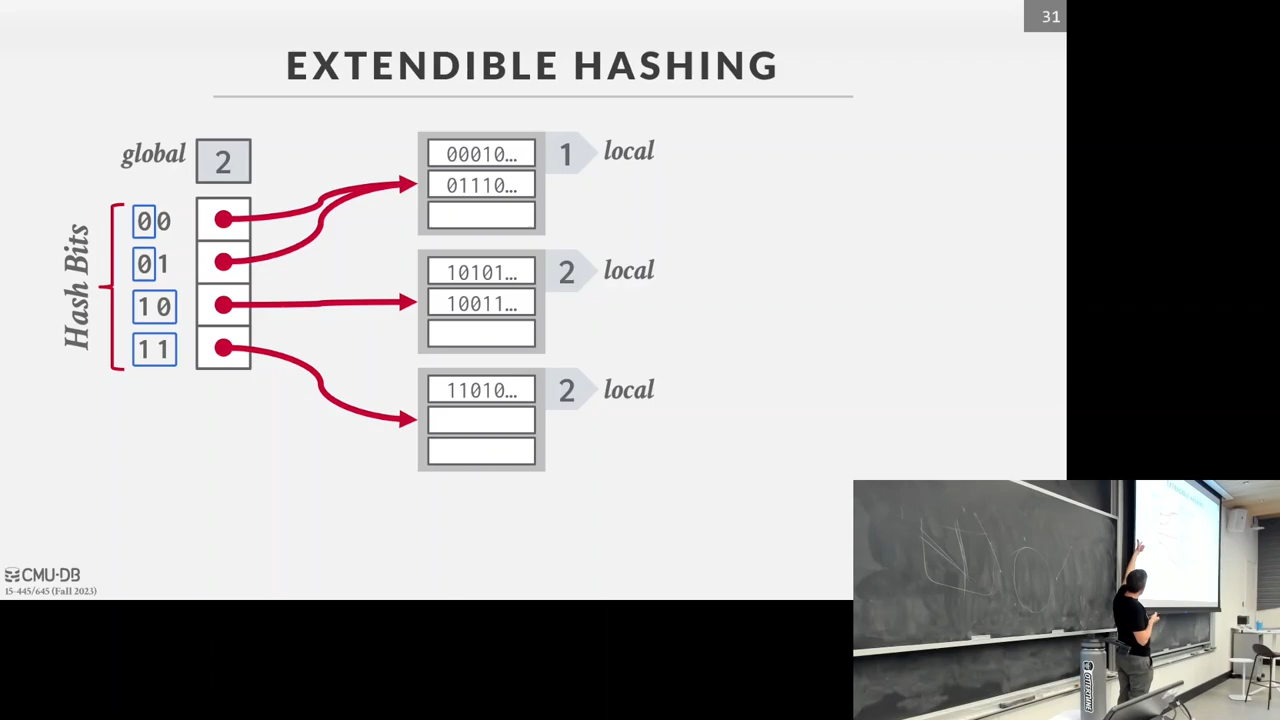 31
EXTENDIBLE HASHING
global 2
Hash Bits
00
01
10
11
00010…
01110…
1 local
10101…
10011…
2 local
11010…
2 local
CMU·DB
15-445/645 (Fall 2023)